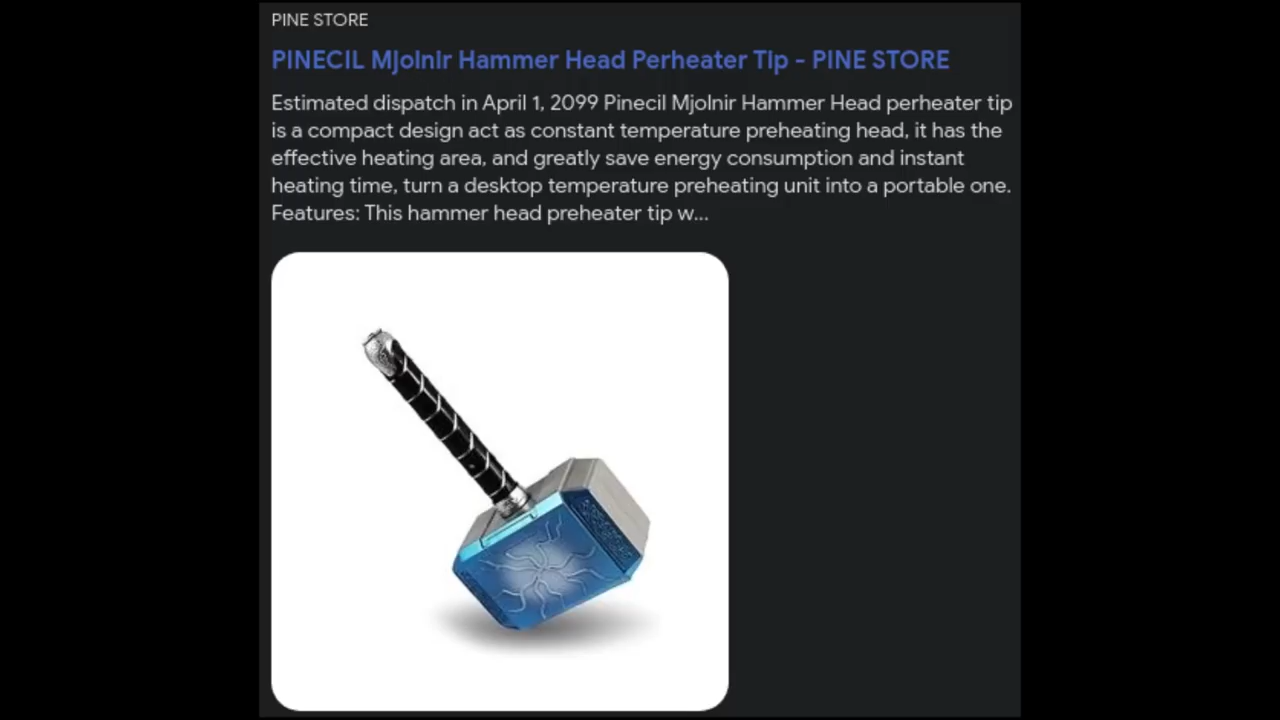 PINE STORE
PINECIL Mjolnir Hammer Head Perheater Tip - PINE STORE
Estimated dispatch in April 1, 2099 Pinecil Mjolnir Hammer Head perheater tip
is a compact design act as constant temperature preheating head, it has the
effective heating area, and greatly save energy consumption and instant
heating time, turn a desktop temperature preheating unit into a portable one.
Features: This hammer head preheater tip w...